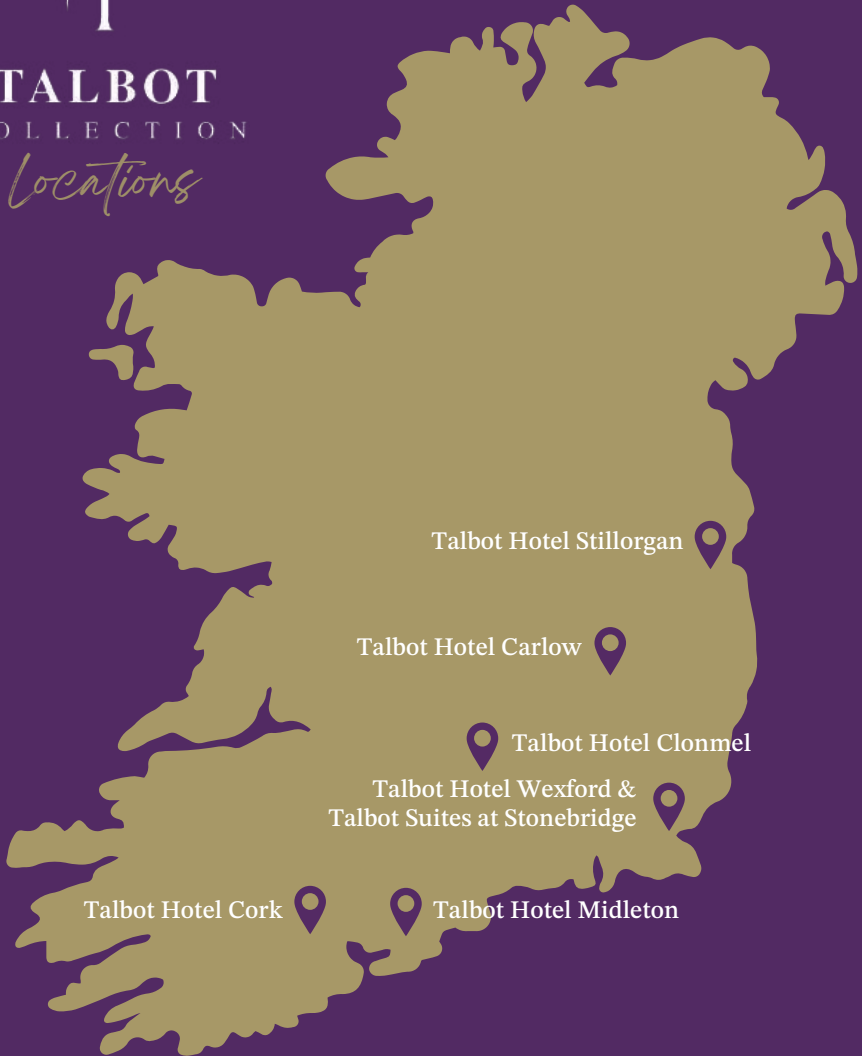 TALBOT
OLLECTION
Locations
Talbot Hotel Stillorgan
Talbot Hotel Carlow
Talbot Hotel Clonmel
Talbot Hotel Wexford &
Talbot Suites at Stonebridge
Talbot Hotel Cork
Talbot Hotel Midleton